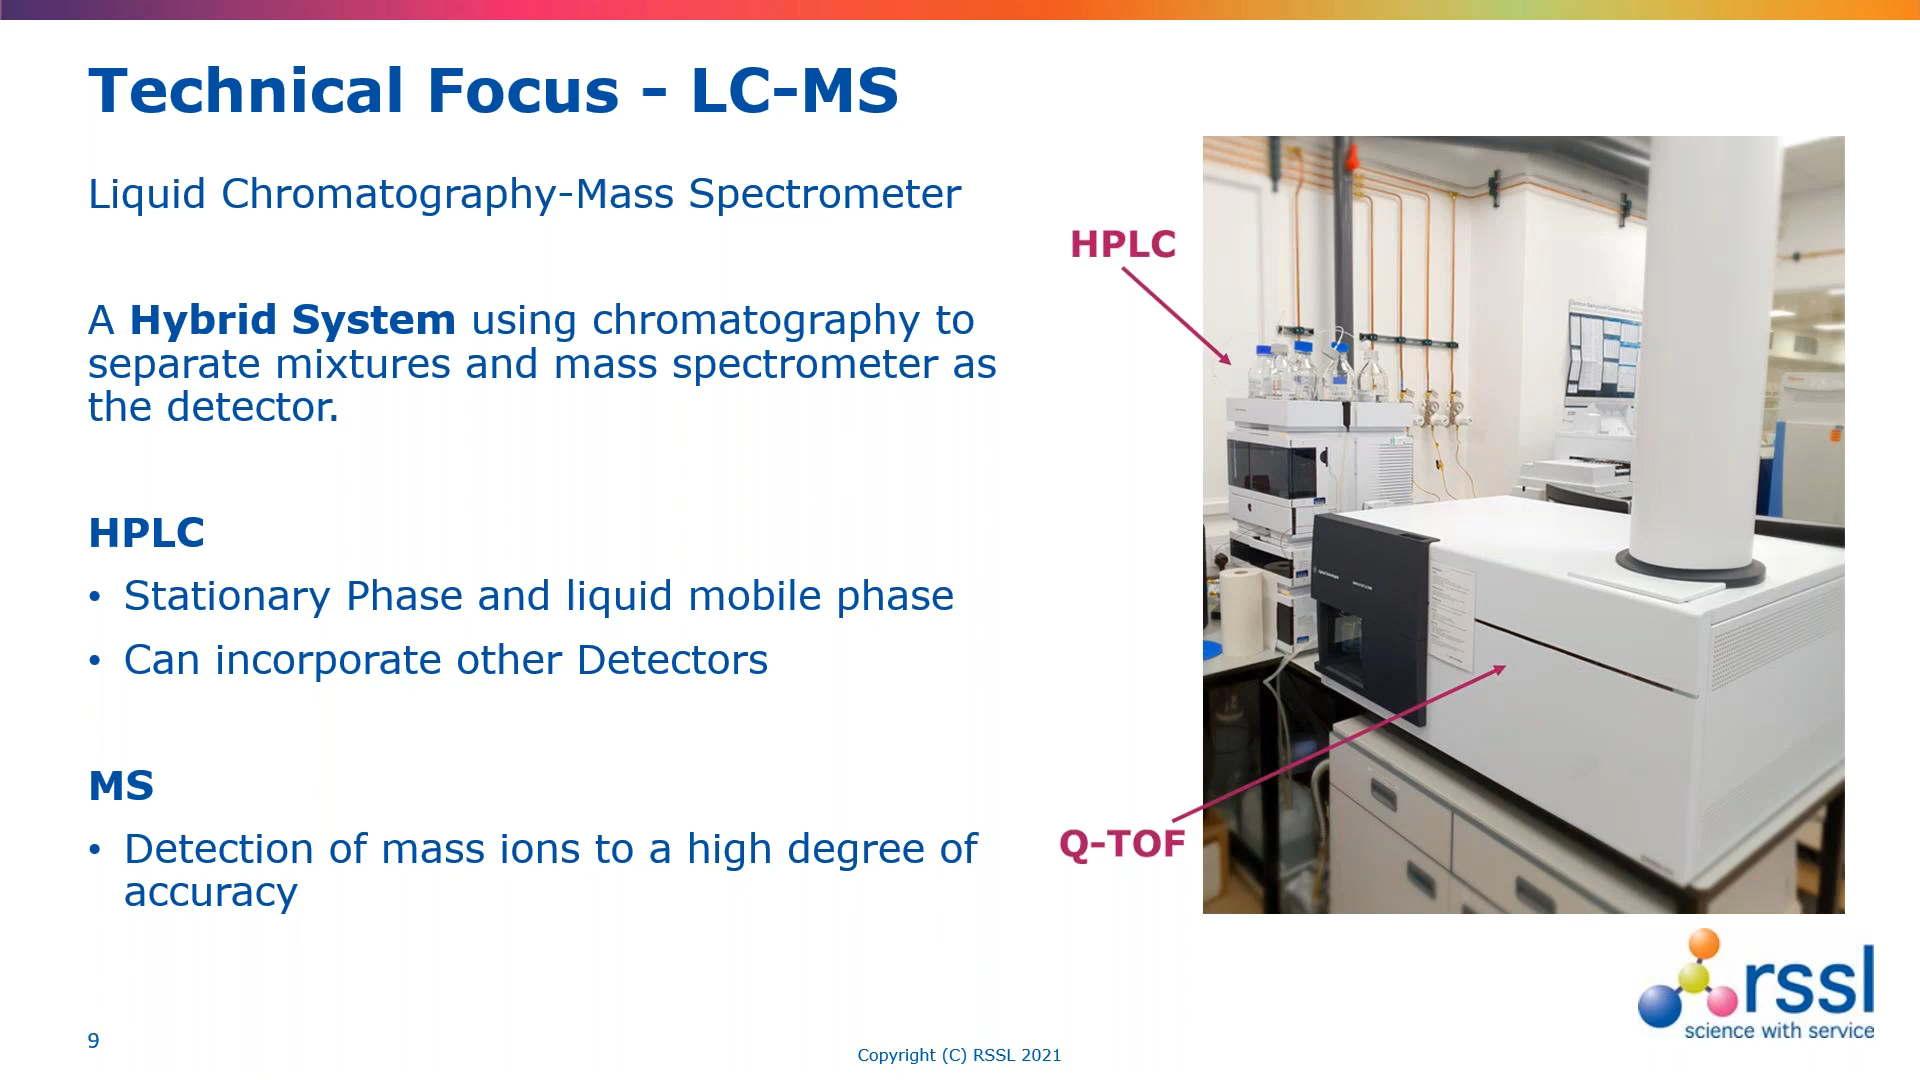 Technical Focus - LC-MS
Liquid Chromatography-Mass Spectrometer
A Hybrid System using chromatography to
separate mixtures and mass spectrometer as
the detector.
HPLC
• Stationary Phase and liquid mobile phase
• Can incorporate other Detectors
MS
• Detection of mass ions to a high degree of
accuracy
HPLC
Q-TOF
rssl
science with service
9
Copyright (C) RSSL 2021